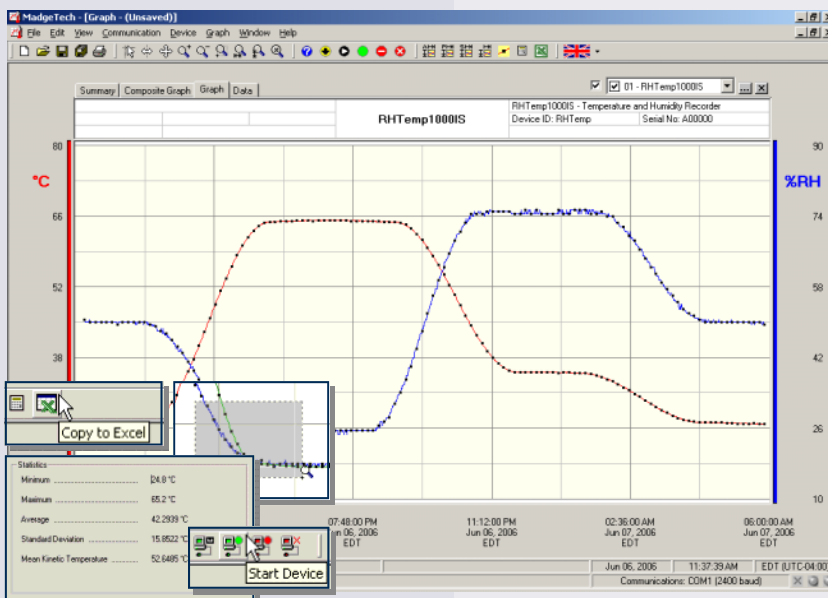 MadgeTech - [Graph - (Unsaved)]
File Edit View Communication Device Graph Window Help
Summary Composite Graph Graph Data
01 - RHTemp1000IS
RHTemp1000IS
RHTemp1000IS - Temperature and Humidity Recorder
Device ID: RHTemp Serial No: A00000
80 90
°C %RH
66 74
52 58
38 42
26
10
Copy to Excel
Statistics
Minimum 24.8 °C
Maximum 65.2 °C
Average 42.2939 °C
Standard Deviation 15.8522 °C
Mean Kinetic Temperature 52.6485 °C
Start Device
07:48:00 PM 11:12:00 PM 02:36:00 AM 06:00:00 AM
un 06, 2006 Jun 06, 2006 Jun 07, 2006 Jun 07, 2006
EDT EDT EDT EDT
Jun 06, 2006 11:37:39 AM EDT (UTC-04:00)
Communications: COM1 (2400 baud)